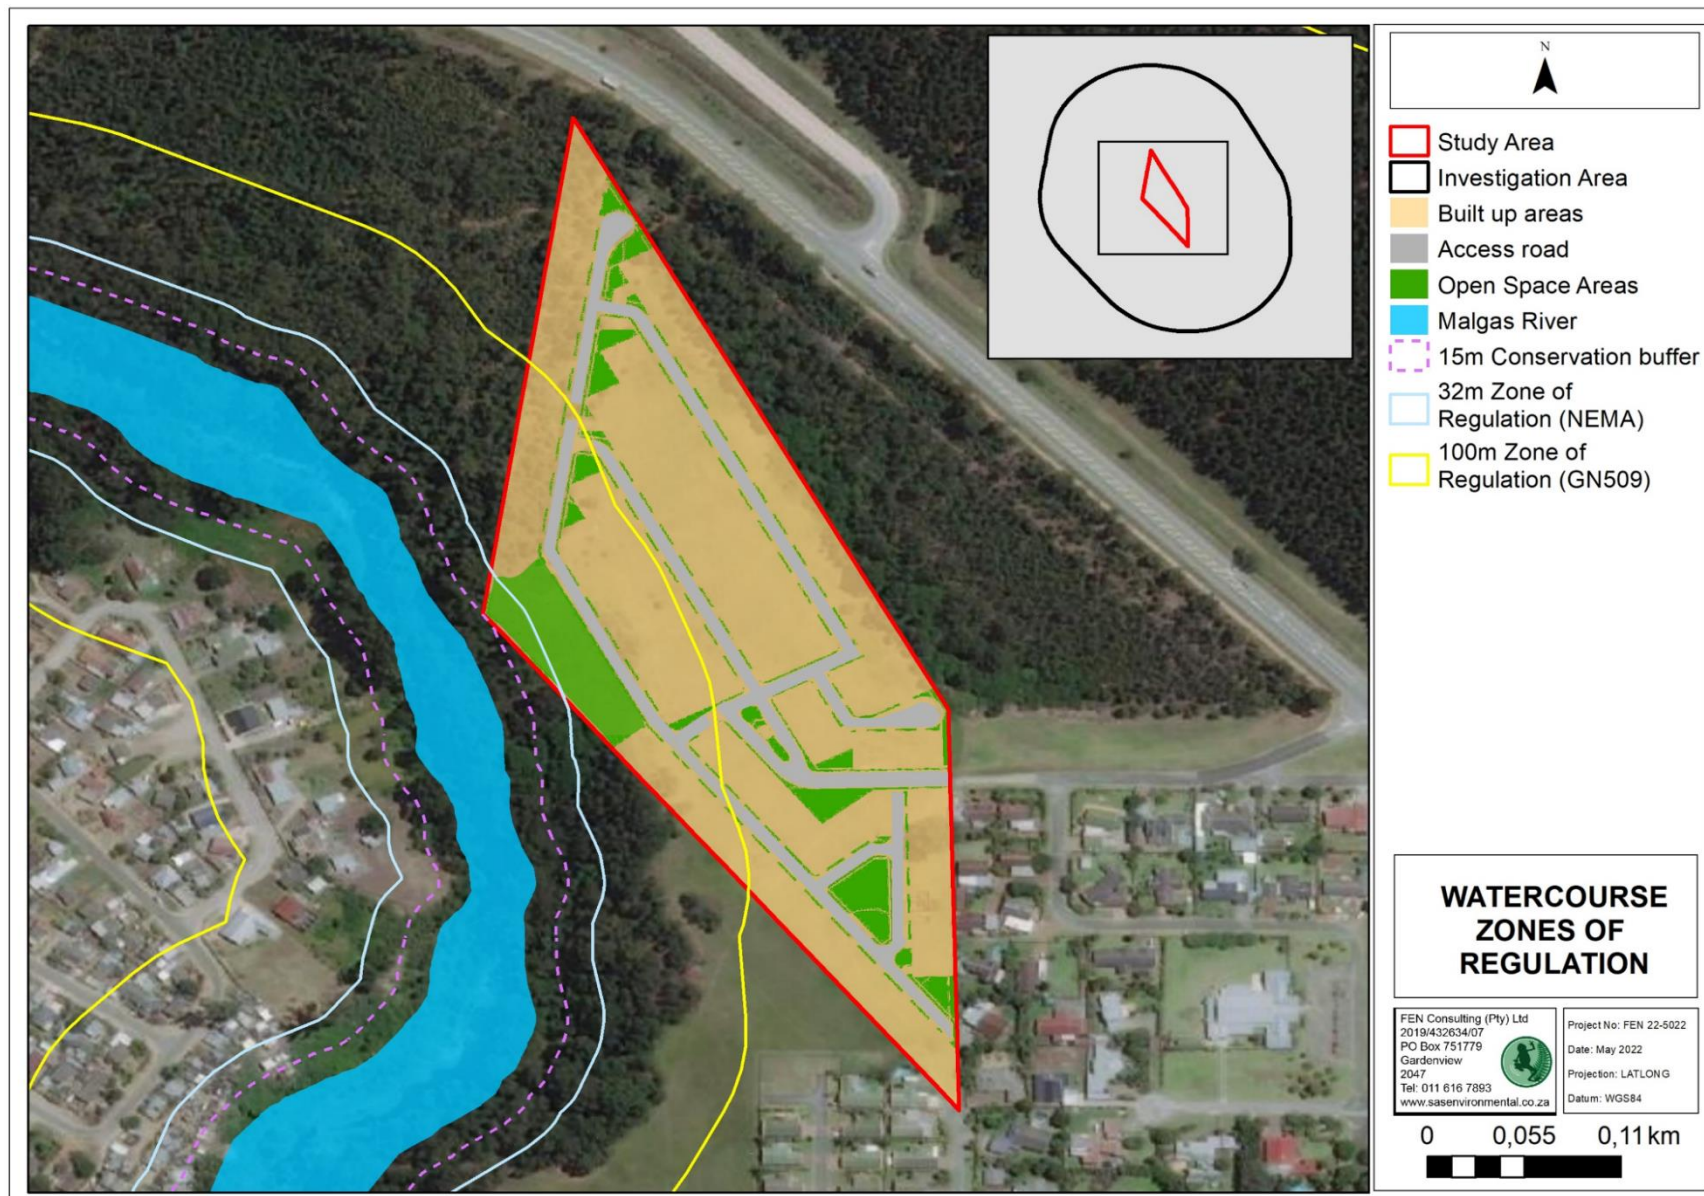 N
Study Area
Investigation Area
Built up areas
Access road
Open Space Areas
Malgas River
15m Conservation buffer
32m Zone of
Regulation (NEMA)
100m Zone of
Regulation (GN509)
WATERCOURSE
ZONES OF
REGULATION
FEN Consulting (Pty) Ltd
2019/432634/07
PO Box 751779
Gardenview
2047
Tel: 011 616 7893
www.sasenvironmental.co.za
Project No: FEN 22-5022
Date: May 2022
Projection: LATLONG
Datum: WGS84
0 0,055 0,11 km